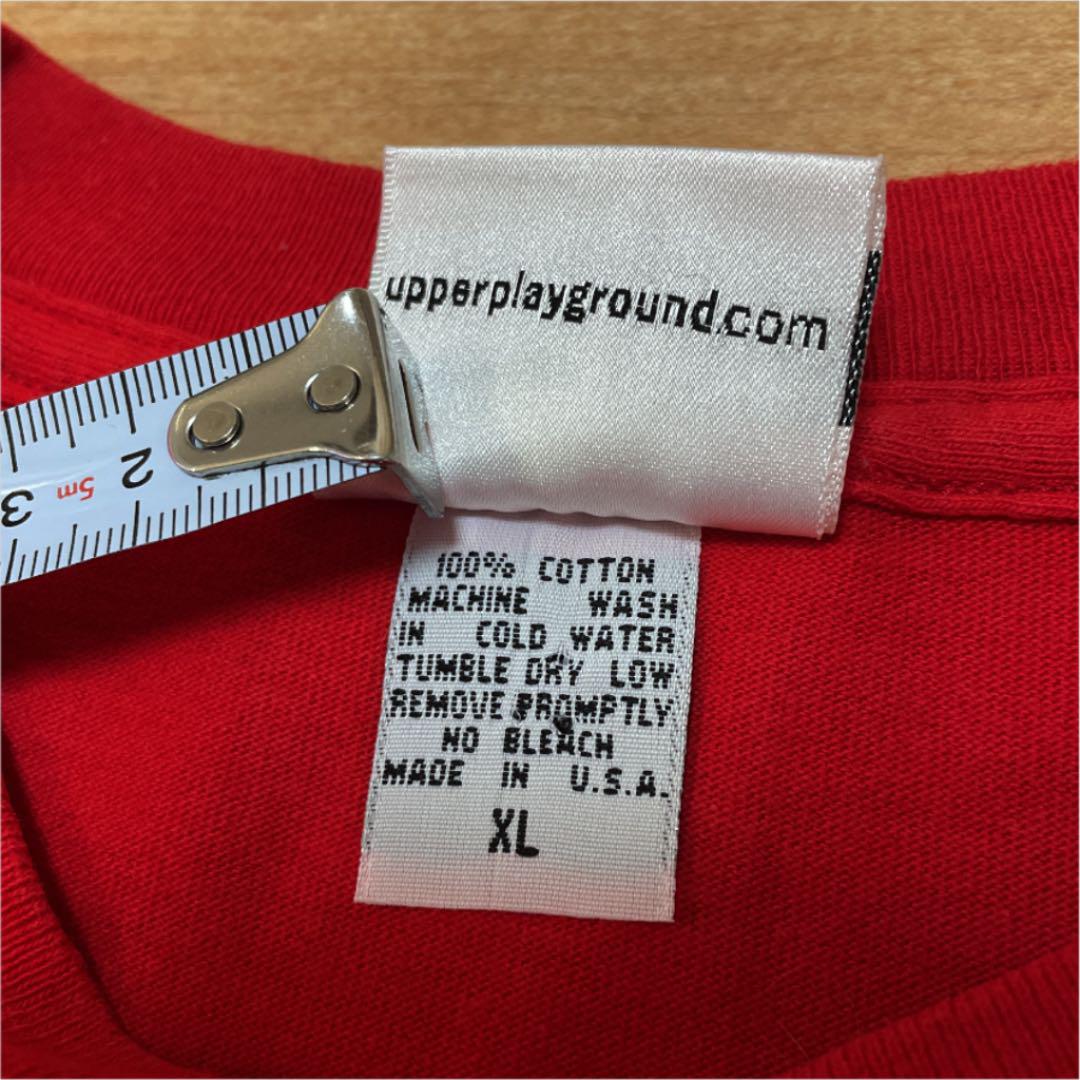 upperplayground.com
2
5m
3
100% COTTON
MACHINE WASH
IN COLD WATER
TUMBLE DRY LOW
REMOVE PROMPTLY
NO BLEACH
MADE IN U.S.A.
XL